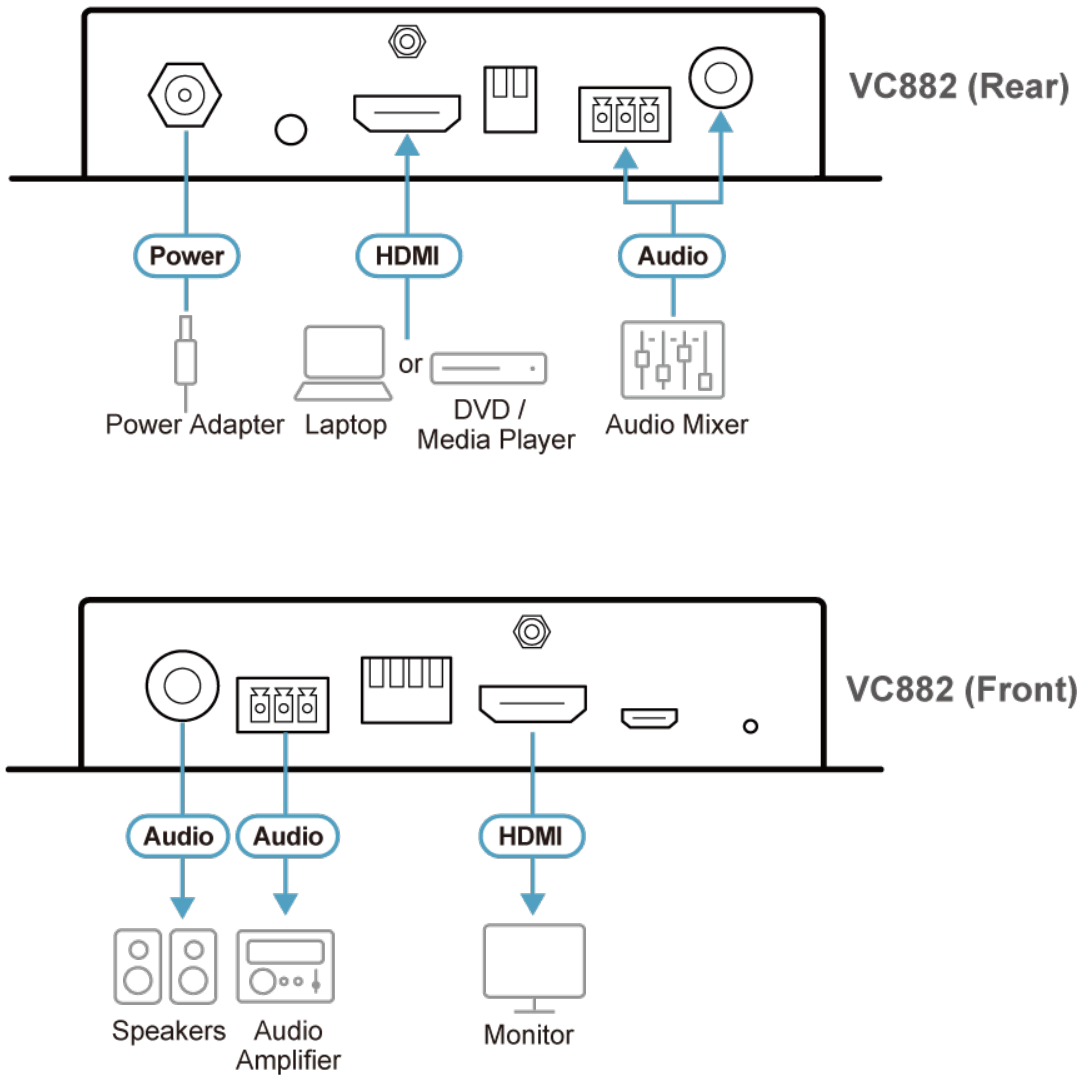 VC882 (Rear)
Power
HDMI
Audio
or
Power Adapter
Laptop
DVD /
Media Player
Audio Mixer
VC882 (Front)
Audio
Audio
HDMI
Speakers
Audio
Amplifier
Monitor